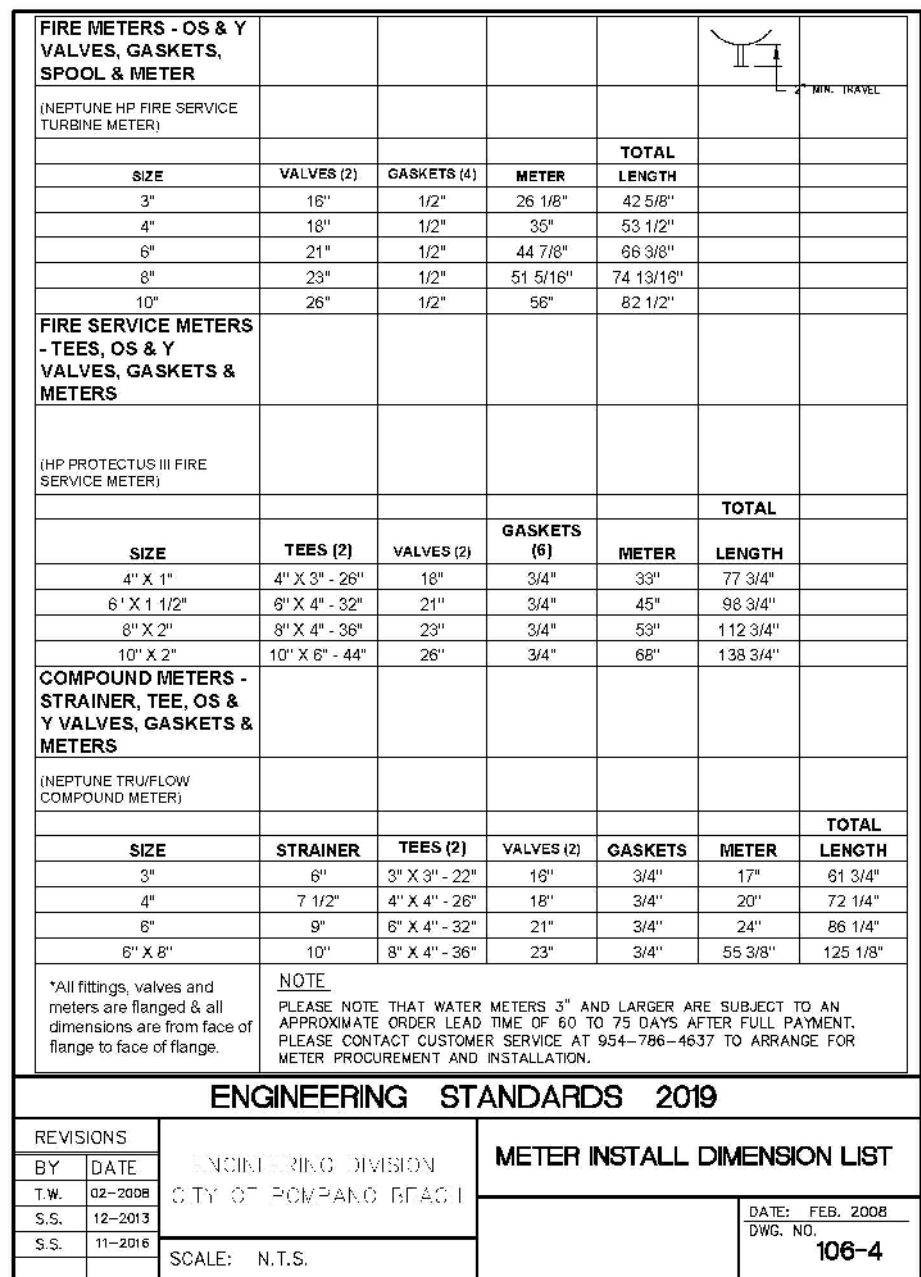 FIRE METERS - OS & Y
VALVES, GASKETS,
SPOOL & METER
2" MIN. TRAVEL
(NEPTUNE HP FIRE SERVICE
TURBINE METER)
TOTAL
SIZE VALVES (2) GASKETS (4) METER LENGTH
3" 16" 1/2" 26 1/8" 42 5/8"
4" 18" 1/2" 35" 53 1/2"
6" 21" 1/2" 44 7/8" 66 3/8"
8" 23" 1/2" 51 5/16" 74 13/16"
10" 26" 1/2" 56" 82 1/2"
FIRE SERVICE METERS
- TEES, OS & Y
VALVES, GASKETS &
METERS
(HP PROTECTUS III FIRE
SERVICE METER)
TOTAL
GASKETS
SIZE TEES (2) VALVES (2) (6) METER LENGTH
4" X 1" 4" X 3" - 26" 18" 3/4" 33" 77 3/4"
6' X 1 1/2" 6" X 4" - 32" 21" 3/4" 45" 98 3/4"
8" X 2" 8" X 4" - 36" 23" 3/4" 53" 112 3/4"
10" X 2" 10" X 6" - 44" 26" 3/4" 68" 138 3/4"
COMPOUND METERS -
STRAINER, TEE, OS &
Y VALVES, GASKETS &
METERS
(NEPTUNE TRU/FLOW
COMPOUND METER)
TOTAL
SIZE STRAINER TEES (2) VALVES (2) GASKETS METER LENGTH
3" 6" 3" X 3" - 22" 16" 3/4" 17" 61 3/4"
4" 7 1/2" 4" X 4" - 26" 18" 3/4" 20" 72 1/4"
6" 9" 6" X 4" - 32" 21" 3/4" 24" 86 1/4"
6" X 8" 10" 8" X 4" - 36" 23" 3/4" 55 3/8" 125 1/8"
*All fittings, valves and
meters are flanged & all
dimensions are from face of
flange to face of flange.
NOTE
PLEASE NOTE THAT WATER METERS 3" AND LARGER ARE SUBJECT TO AN
APPROXIMATE ORDER LEAD TIME OF 60 TO 75 DAYS AFTER FULL PAYMENT.
PLEASE CONTACT CUSTOMER SERVICE AT 954-786-4637 TO ARRANGE FOR
METER PROCUREMENT AND INSTALLATION.
ENGINEERING STANDARDS 2019
REVISIONS
BY DATE
T.W. 02-2008
S.S. 12-2013
S.S. 11-2016
ENGINEERING DIVISION
CITY OF POMPANO BEACH
SCALE: N.T.S.
METER INSTALL DIMENSION LIST
DATE: FEB. 2008
DWG. NO.
106-4